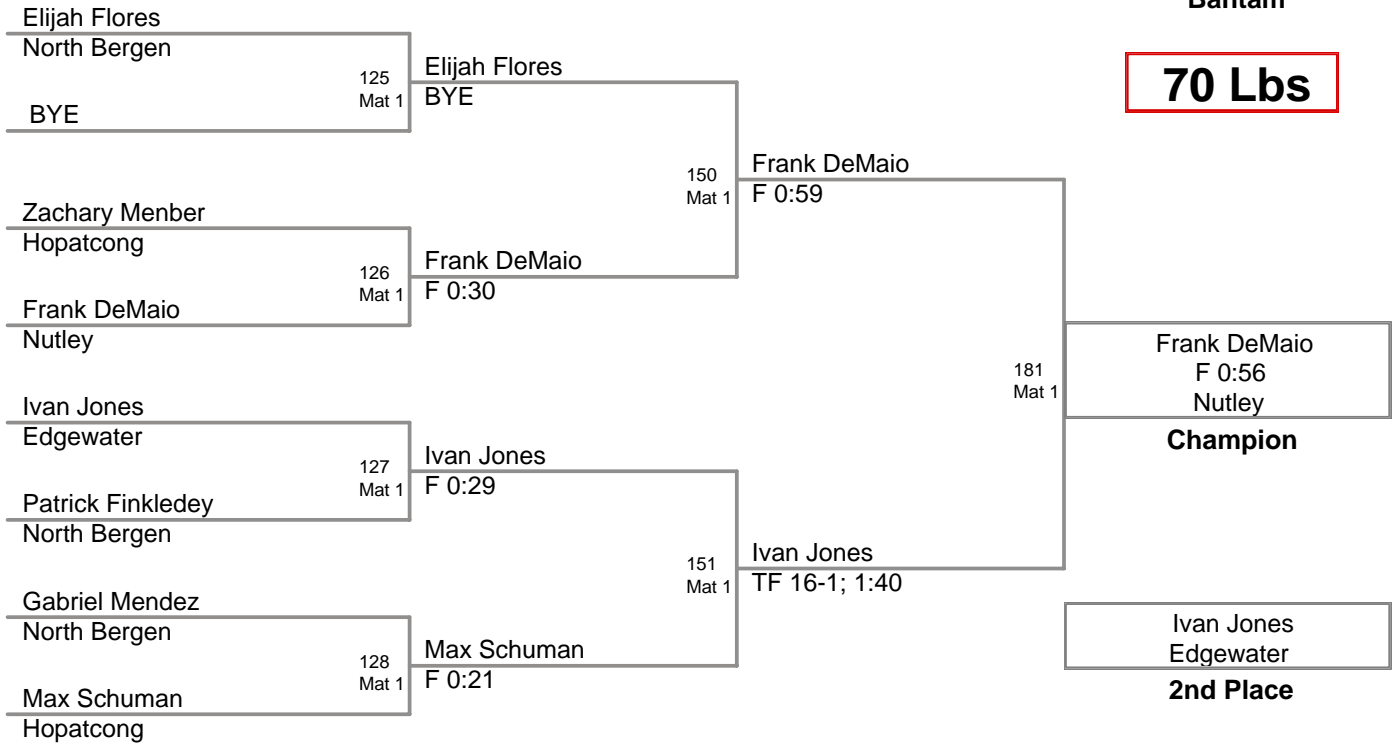 Bantam
70 Lbs
Elijah Flores
North Bergen
BYE
125
Mat 1
Elijah Flores
BYE
Zachary Menber
Hopatcong
Frank DeMaio
Nutley
126
Mat 1
Frank DeMaio
F 0:30
150
Mat 1
Frank DeMaio
F 0:59
Ivan Jones
Edgewater
Patrick Finkledey
North Bergen
127
Mat 1
Ivan Jones
F 0:29
Gabriel Mendez
North Bergen
Max Schuman
Hopatcong
128
Mat 1
Max Schuman
F 0:21
151
Mat 1
Ivan Jones
TF 16-1; 1:40
181
Mat 1
Frank DeMaio
F 0:56
Nutley
Champion
Ivan Jones
Edgewater
2nd Place